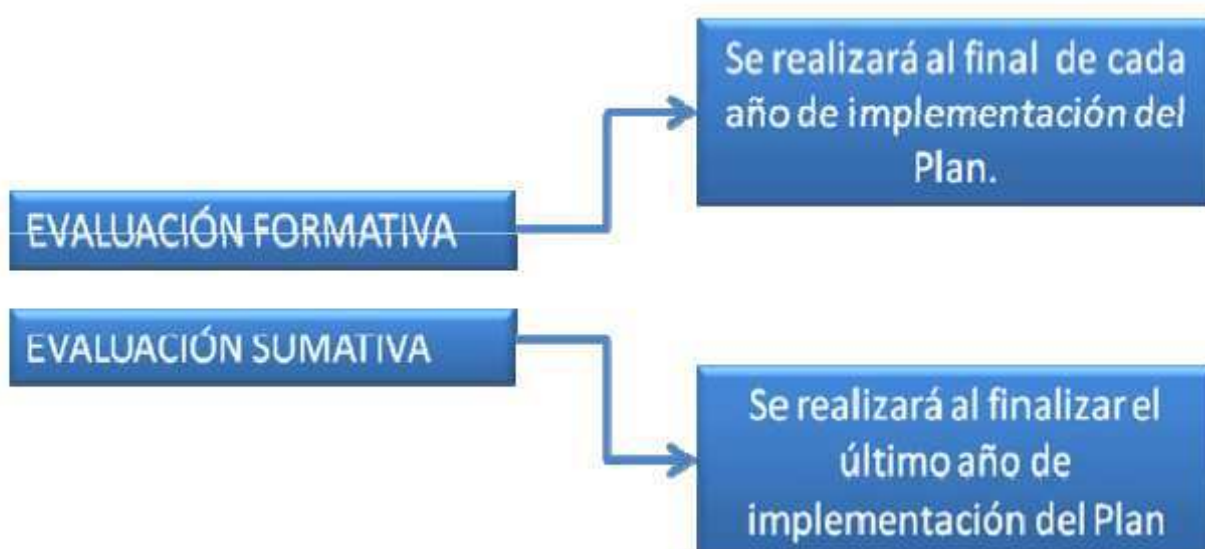 Se realizará al final de cada
año de implementación del
Plan.
EVALUACIÓN FORMATIVA
EVALUACIÓN SUMATIVA
Se realizará al finalizar el
último año de
implementación del Plan